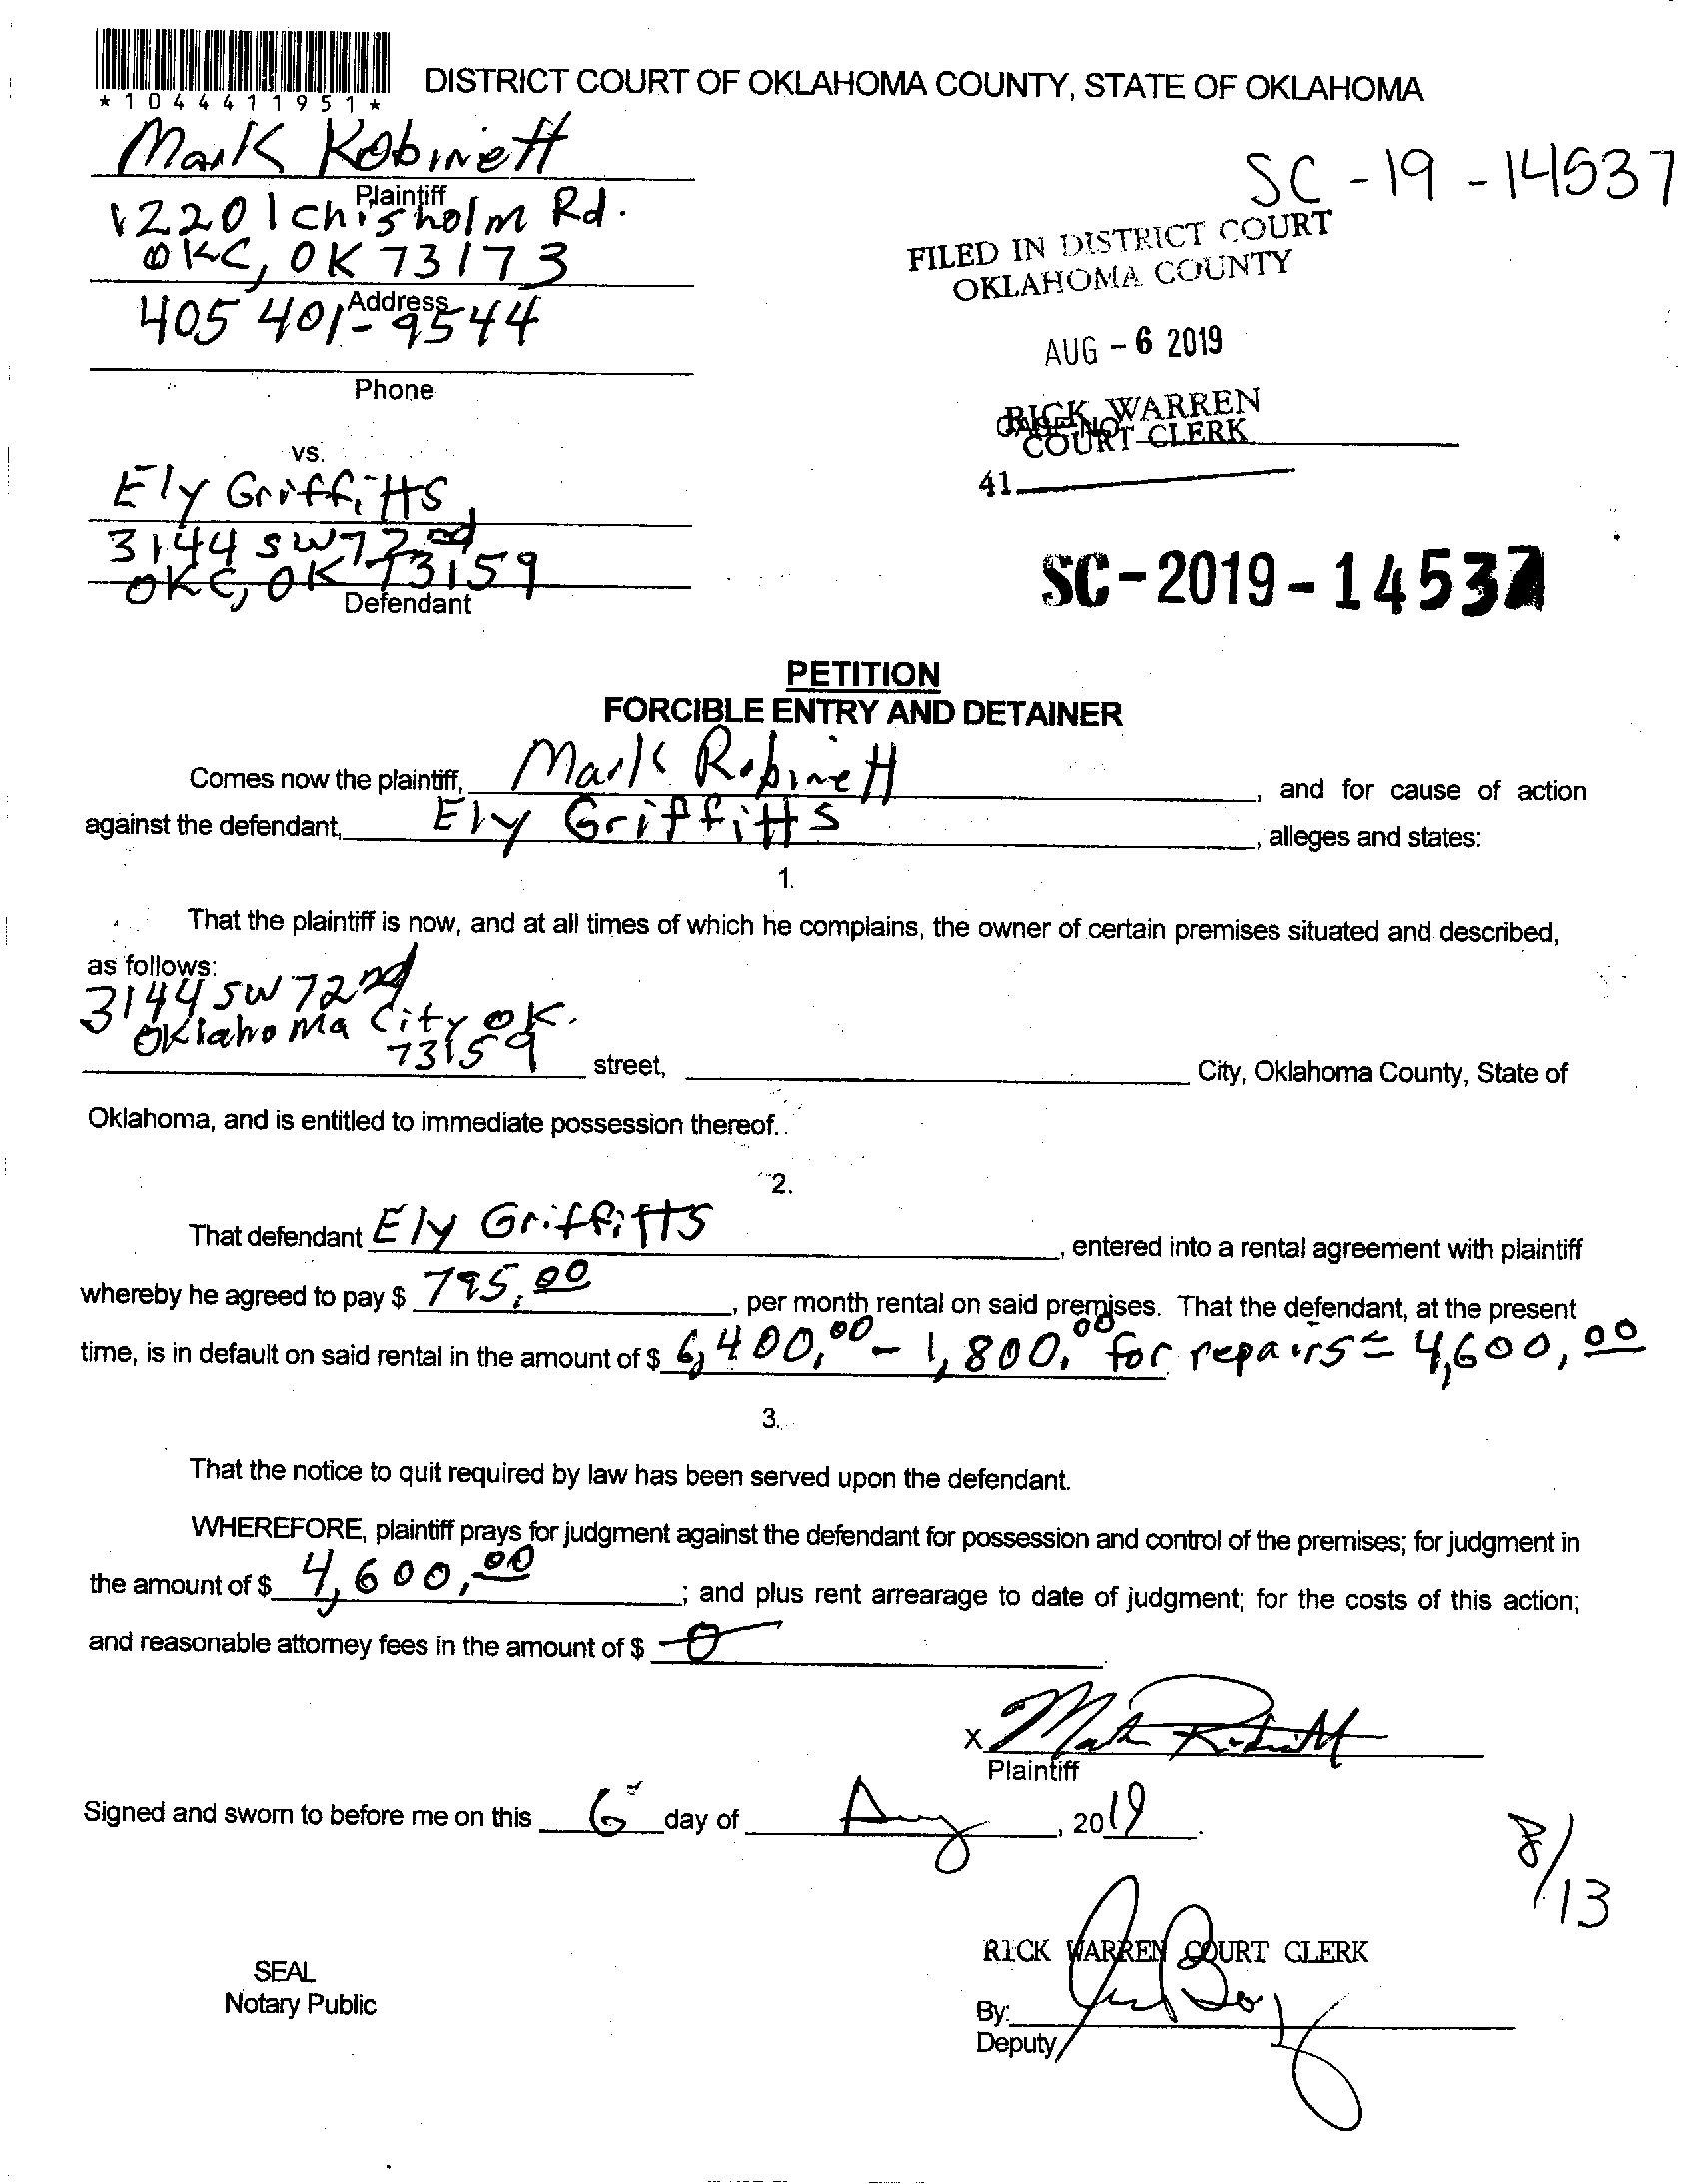 *1044411951*
DISTRICT COURT OF OKLAHOMA COUNTY, STATE OF OKLAHOMA
Mark Robinett
Plaintiff
12201 Chisholm Rd.
OKC, OK 73173
Address
405 401-9544
Phone
SC-19-14537
FILED IN DISTRICT COURT
OKLAHOMA COUNTY
AUG - 6 2019
RICK WARREN
COURT CLERK
CASE NO.
41
vs.
Ely Griffitts
3144 SW 72nd
OKC, OK 73159
Defendant
SC-2019-14537
PETITION
FORCIBLE ENTRY AND DETAINER
Comes now the plaintiff, Mark Robinett, and for cause of action
against the defendant, Ely Griffitts, alleges and states:
1.
That the plaintiff is now, and at all times of which he complains, the owner of certain premises situated and described,
as follows:
3144 SW 72nd
Oklahoma City OK.
73159 street, City, Oklahoma County, State of
Oklahoma, and is entitled to immediate possession thereof.
2.
That defendant Ely Griffitts, entered into a rental agreement with plaintiff
whereby he agreed to pay $ 795.00, per month rental on said premises. That the defendant, at the present
time, is in default on said rental in the amount of $ 6,400.00 - 1,800.00 for repairs = 4,600.00
3.
That the notice to quit required by law has been served upon the defendant.
WHEREFORE, plaintiff prays for judgment against the defendant for possession and control of the premises; for judgment in
the amount of $ 4,600.00; and plus rent arrearage to date of judgment; for the costs of this action;
and reasonable attorney fees in the amount of $ 0.
X Mark Robinett
Plaintiff
Signed and sworn to before me on this 6 day of Aug, 2019.
8/13
RICK WARREN COURT CLERK
SEAL
Notary Public
By:
Deputy